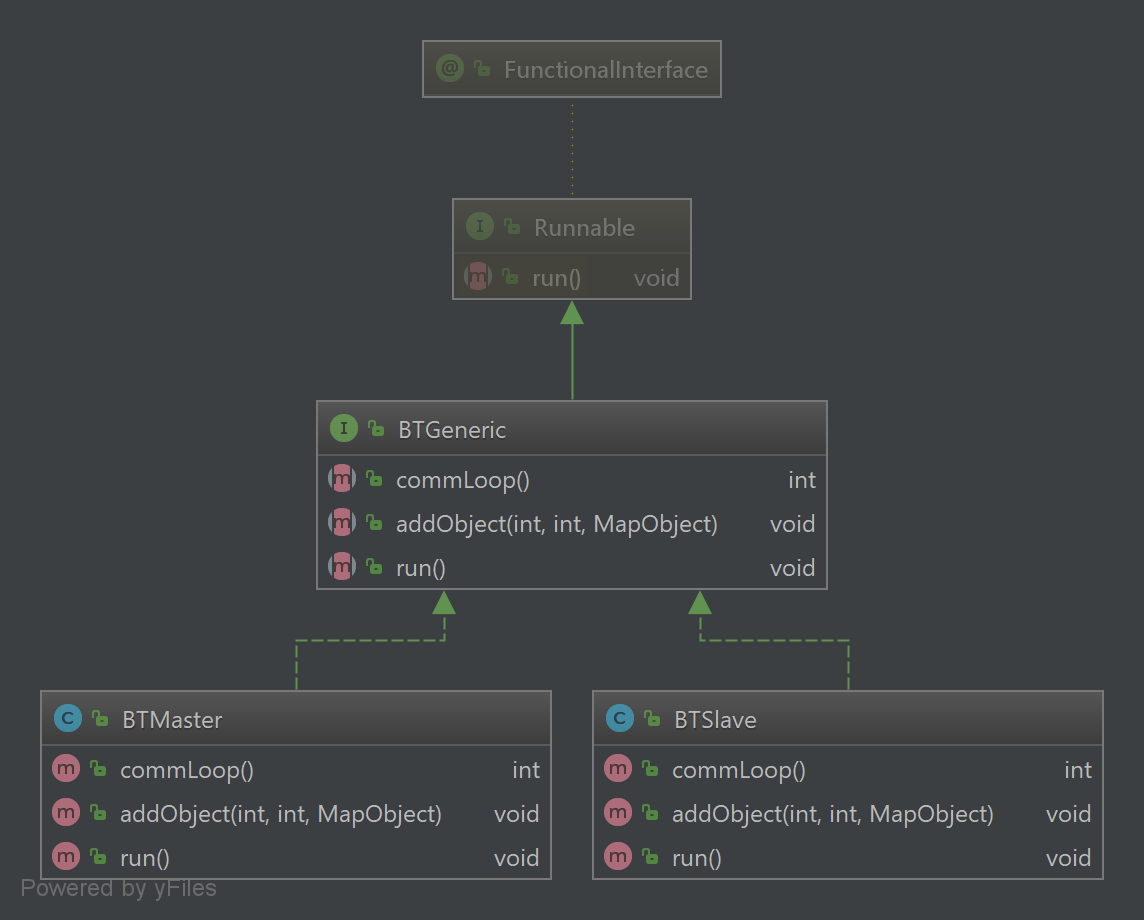 @ FunctionalInterface
I Runnable
m run() void
I BTGeneric
m commLoop() int
m addObject(int, int, MapObject) void
m run() void
C BTMaster
m commLoop() int
m addObject(int, int, MapObject) void
m run() void
C BTSlave
m commLoop() int
m addObject(int, int, MapObject) void
m run() void
Powered by yFiles